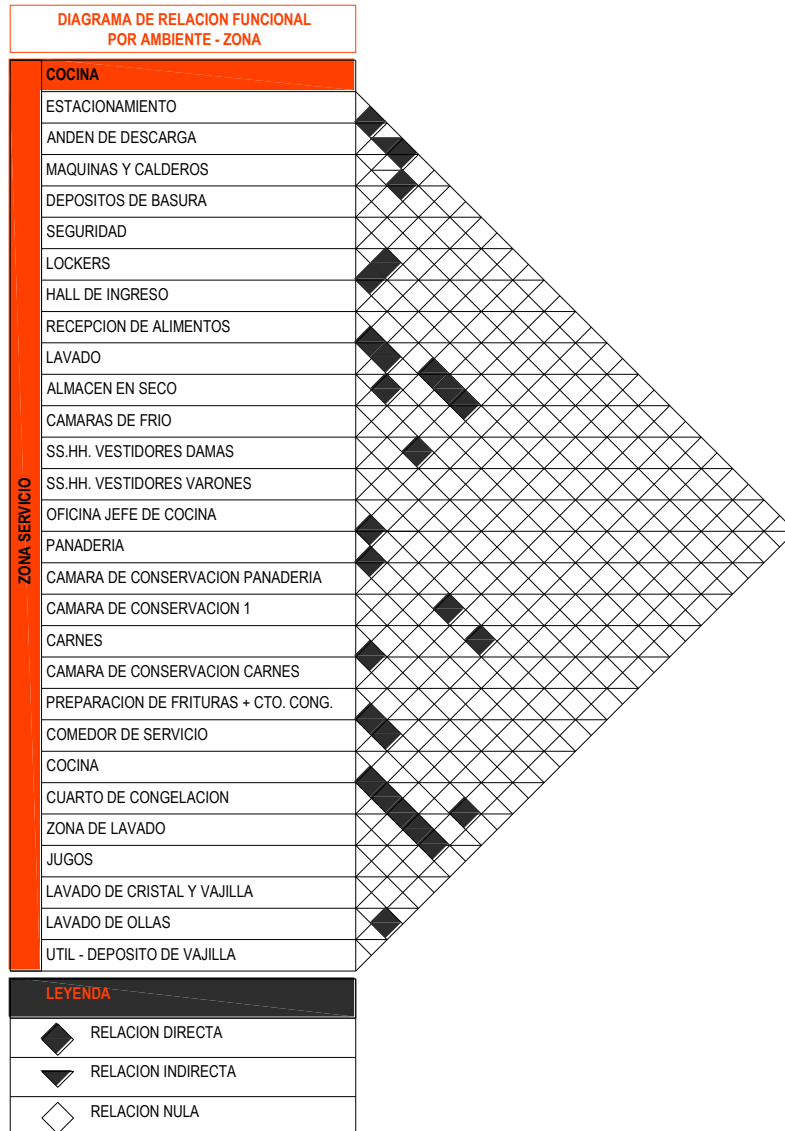 DIAGRAMA DE RELACION FUNCIONAL
POR AMBIENTE - ZONA
COCINA
ZONA SERVICIO
ESTACIONAMIENTO
ANDEN DE DESCARGA
MAQUINAS Y CALDEROS
DEPOSITOS DE BASURA
SEGURIDAD
LOCKERS
HALL DE INGRESO
RECEPCION DE ALIMENTOS
LAVADO
ALMACEN EN SECO
CAMARAS DE FRIO
SS.HH. VESTIDORES DAMAS
SS.HH. VESTIDORES VARONES
OFICINA JEFE DE COCINA
PANADERIA
CAMARA DE CONSERVACION PANADERIA
CAMARA DE CONSERVACION 1
CARNES
CAMARA DE CONSERVACION CARNES
PREPARACION DE FRITURAS + CTO. CONG.
COMEDOR DE SERVICIO
COCINA
CUARTO DE CONGELACION
ZONA DE LAVADO
JUGOS
LAVADO DE CRISTAL Y VAJILLA
LAVADO DE OLLAS
UTIL - DEPOSITO DE VAJILLA
LEYENDA
RELACION DIRECTA
RELACION INDIRECTA
RELACION NULA